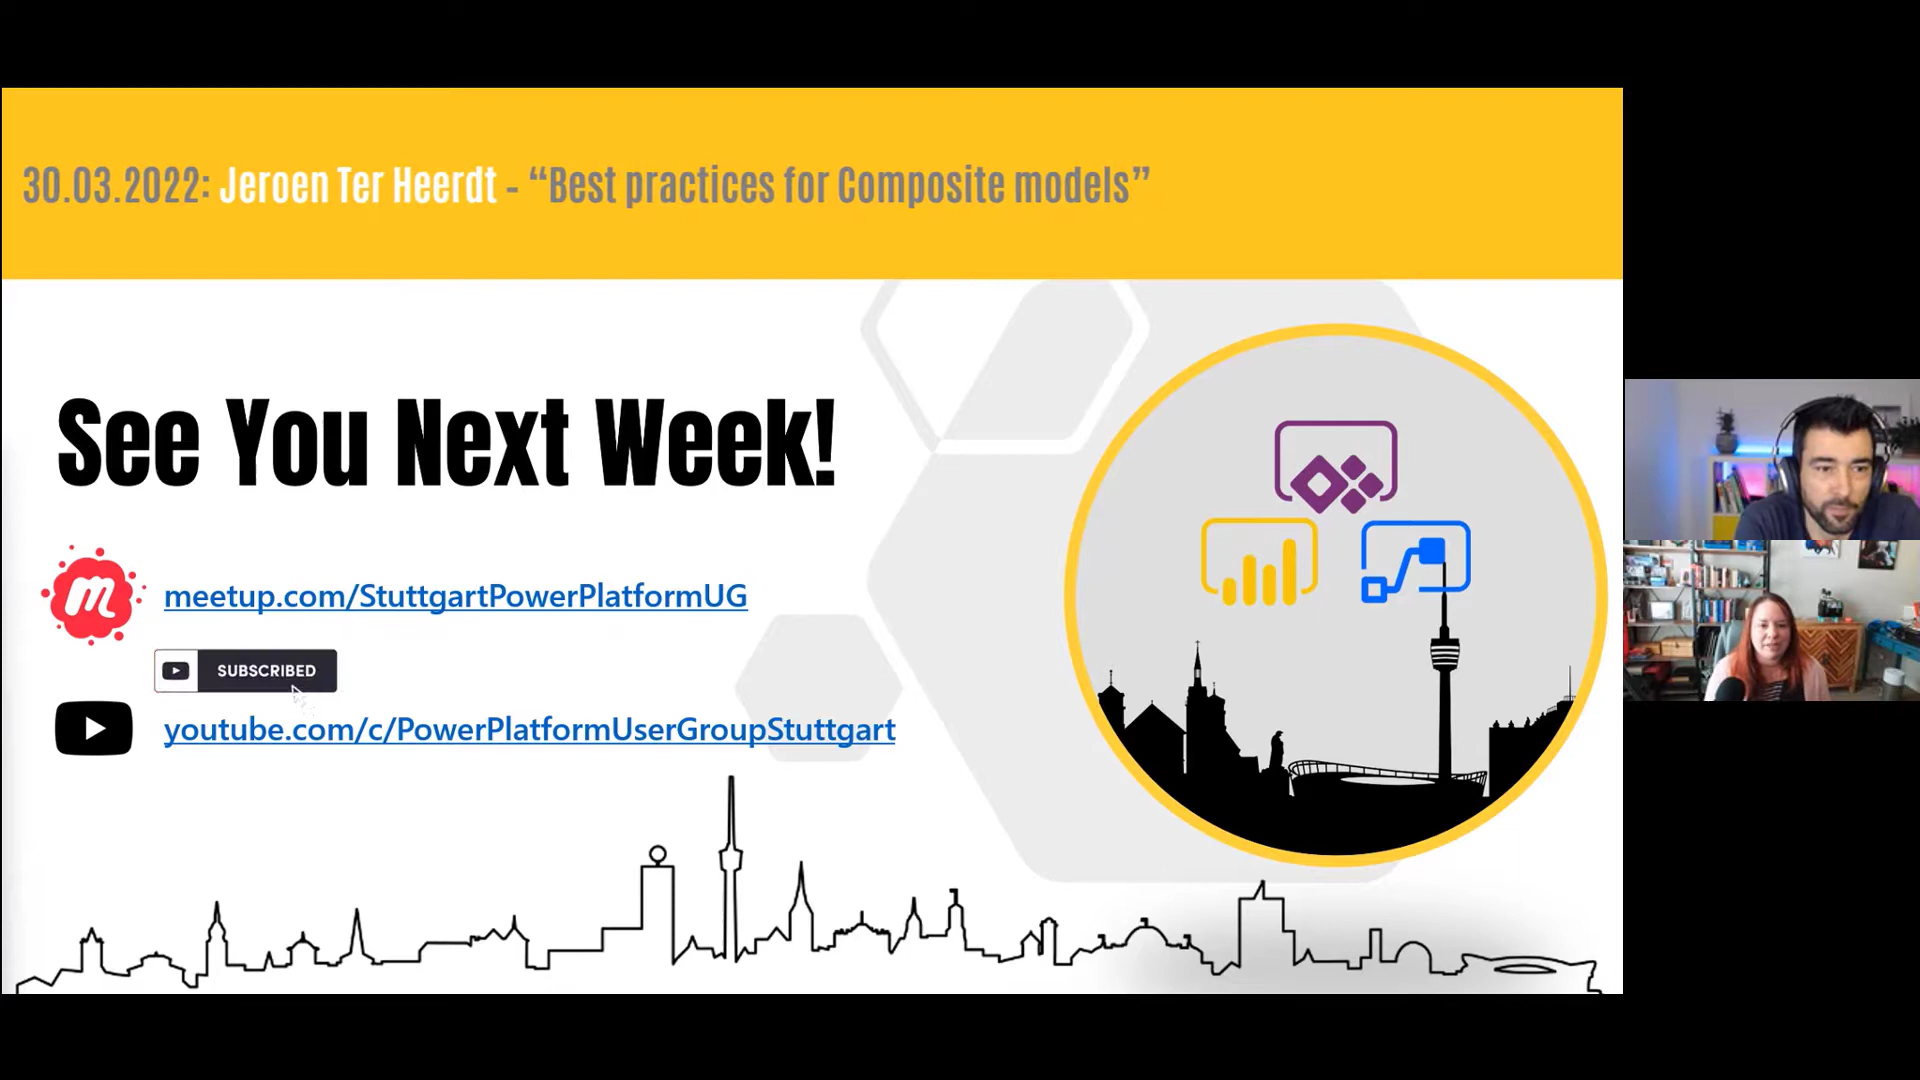 30.03.2022: Jeroen Ter Heerdt - “Best practices for Composite models”
See You Next Week!
meetup.com/StuttgartPowerPlatformUG
SUBSCRIBED
youtube.com/c/PowerPlatformUserGroupStuttgart